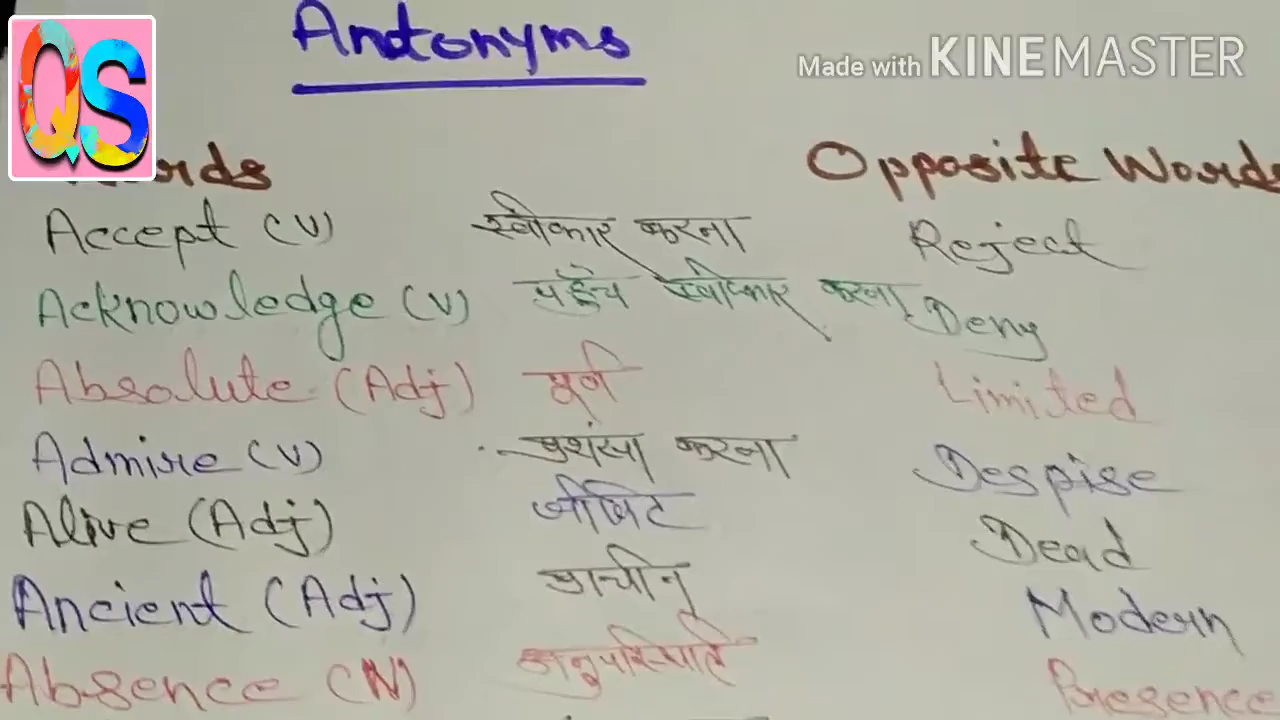 Antonyms
Made with KINEMASTER
QS
Words Opposite Words
Accept (V) स्वीकार करना Reject
Acknowledge (V) पहुँच स्वीकार करना Deny
Absolute (Adj) पूर्न Limited
Admire (V) प्रशंसा करना Despise
Alive (Adj) जीबिट Dead
Ancient (Adj) प्राचीन Modern
Absence (N) अनुपस्थिति Presence